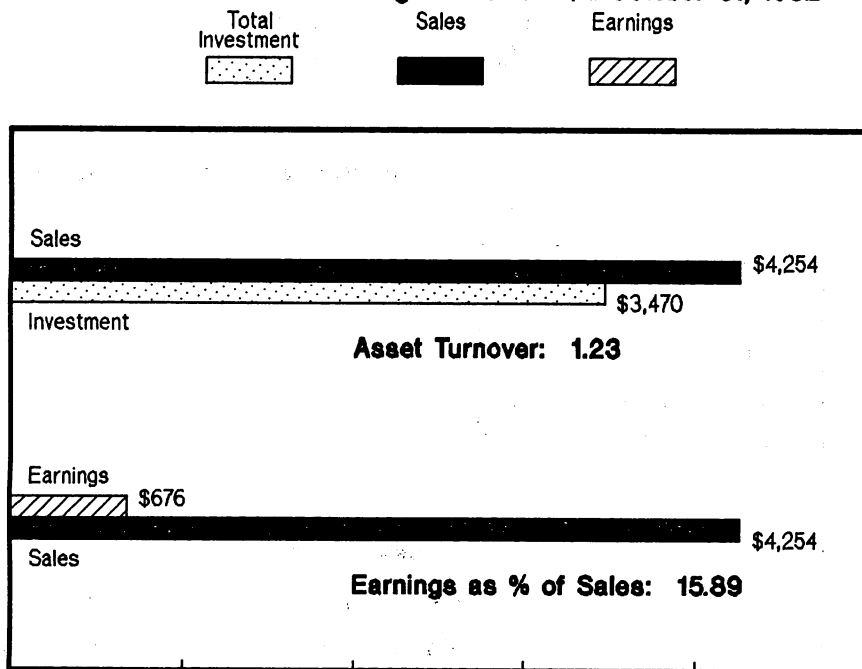 Total
Investment
Sales
Earnings
Sales
$4,254
$3,470
Investment
Asset Turnover: 1.23
Earnings
$676
$4,254
Sales
Earnings as % of Sales: 15.89